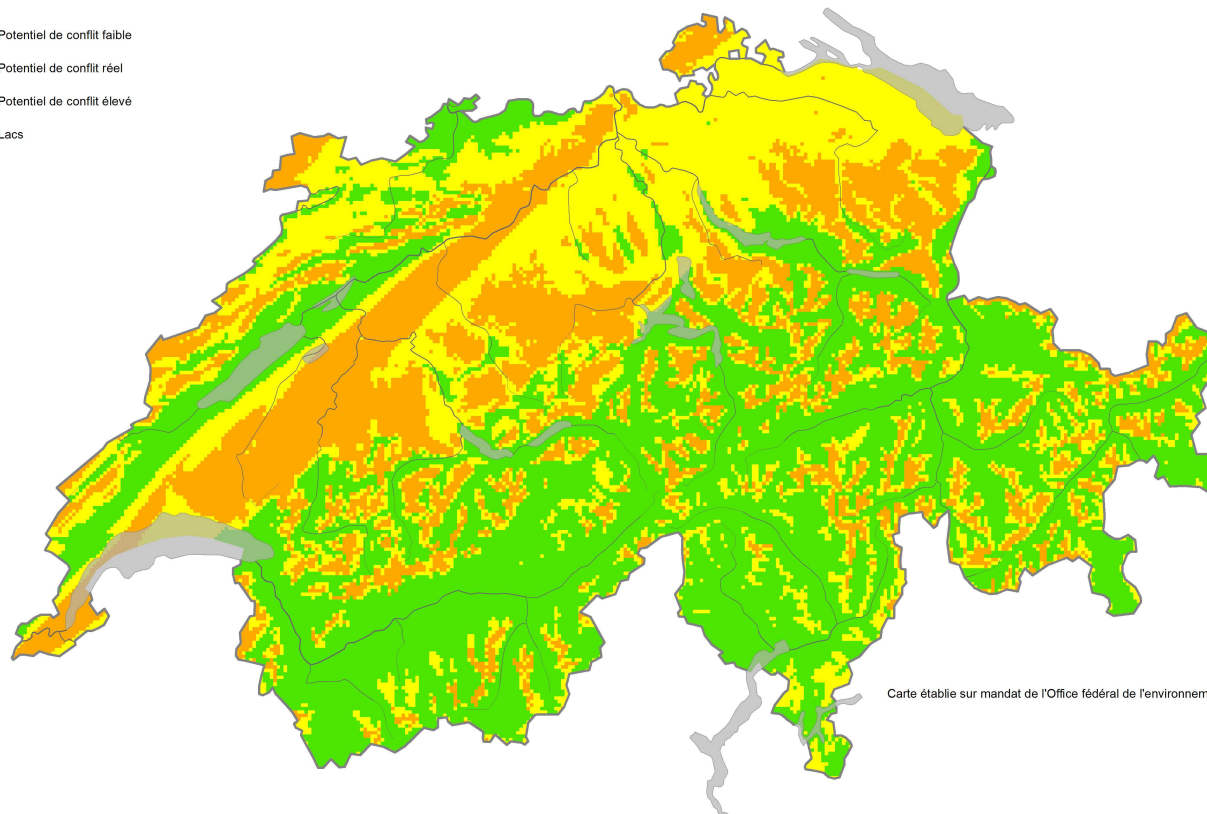 Potentiel de conflit faible
Potentiel de conflit réel
Potentiel de conflit élevé
Lacs
Carte établie sur mandat de l'Office fédéral de l'environnem